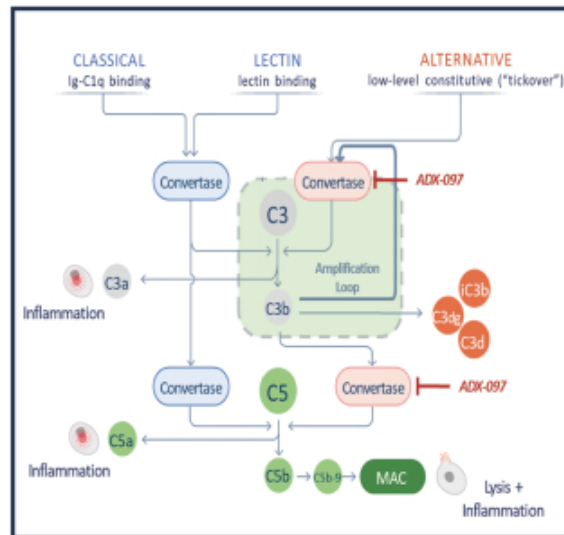 CLASSICAL
Ig-C1q binding
LECTIN
lectin binding
ALTERNATIVE
low-level constitutive ("tickover")
Convertase
Convertase
ADX-097
C3
Amplification
Loop
C3a
Inflammation
C3b
iC3b
C3dg
C3d
Convertase
C5
Convertase
ADX-097
C5a
Inflammation
C5b
C5b-9
MAC
Lysis +
Inflammation